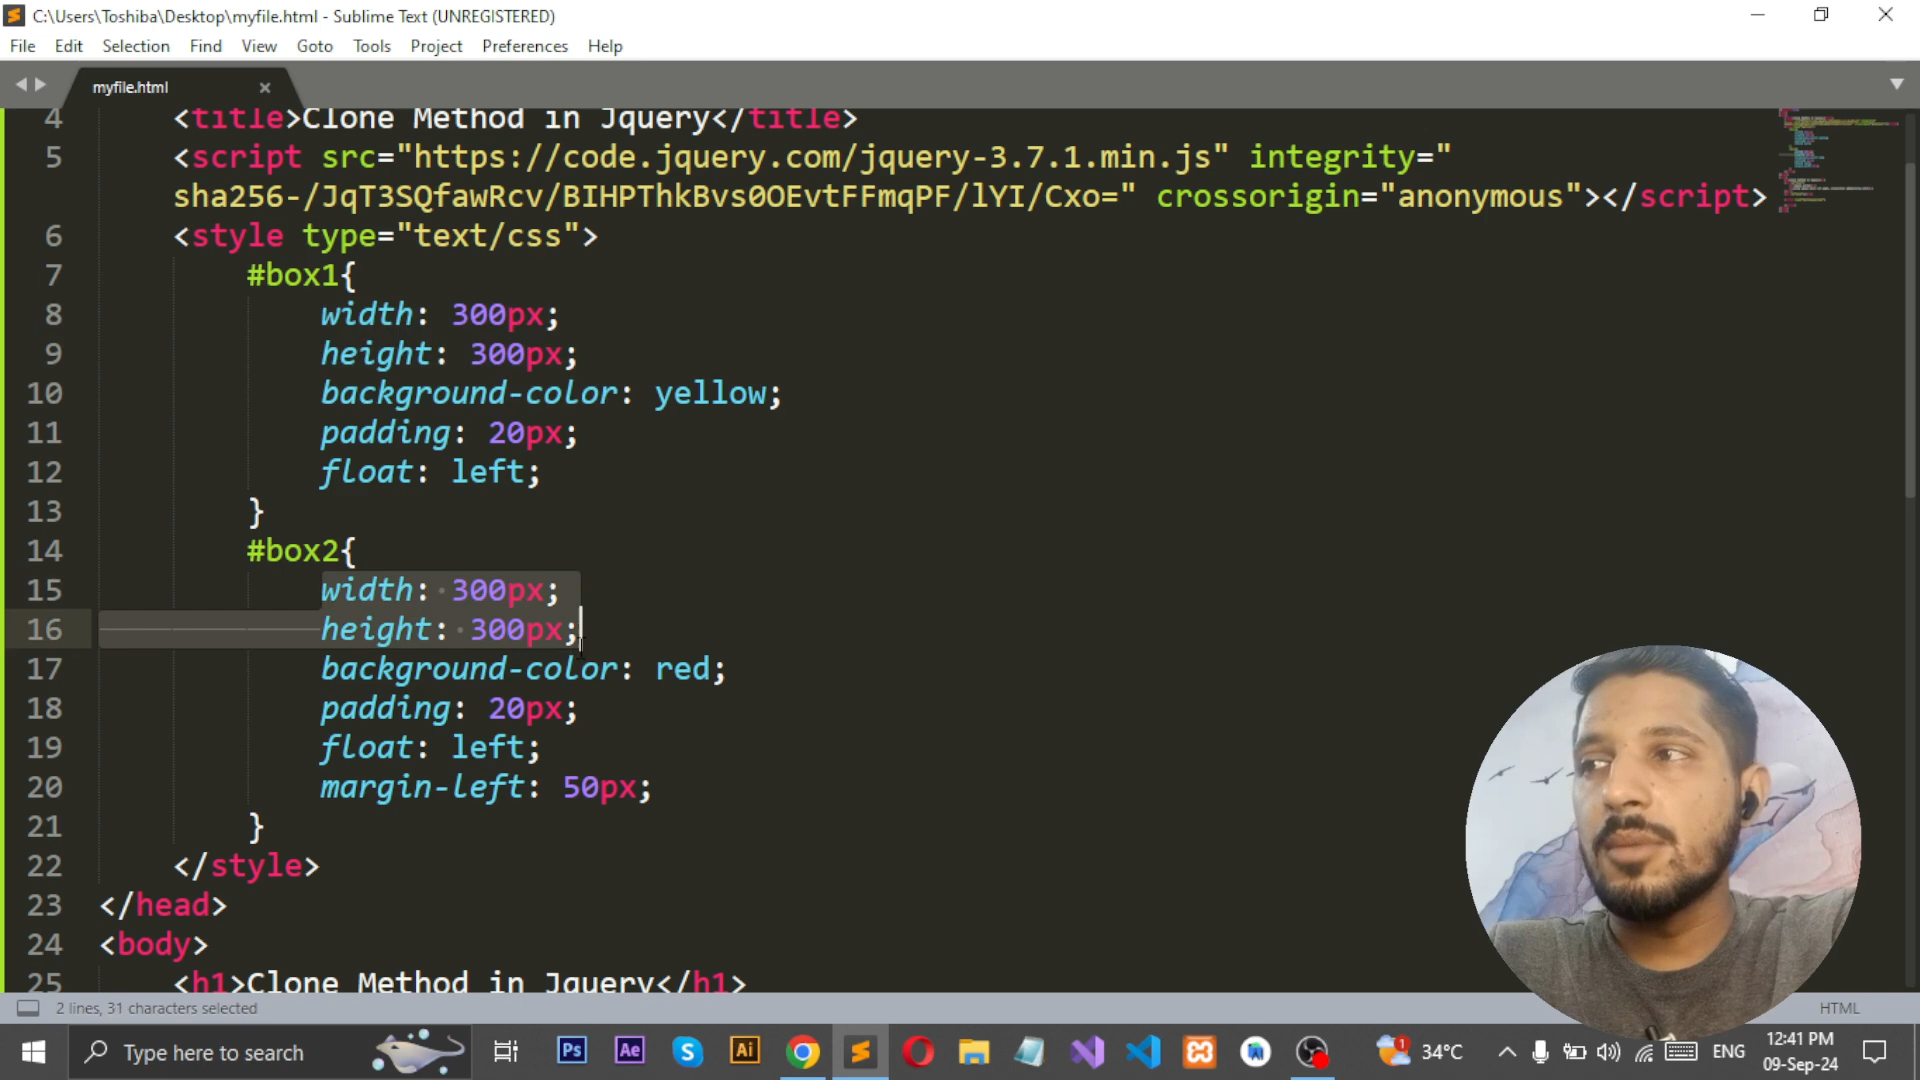 C:\Users\Toshiba\Desktop\myfile.html - Sublime Text (UNREGISTERED)
File Edit Selection Find View Goto Tools Project Preferences Help
myfile.html
4 <title>Clone Method in Jquery</title>
5 <script src="https://code.jquery.com/jquery-3.7.1.min.js" integrity="
sha256-/JqT3SQfawRcv/BIHPThkBvs0OEvtFFmqPF/lYI/Cxo=" crossorigin="anonymous"></script>
6 <style type="text/css">
7 #box1{
8 width: 300px;
9 height: 300px;
10 background-color: yellow;
11 padding: 20px;
12 float: left;
13 }
14 #box2{
15 width: 300px;
16 height: 300px;
17 background-color: red;
18 padding: 20px;
19 float: left;
20 margin-left: 50px;
21 }
22 </style>
23 </head>
24 <body>
25 <h1>Clone Method in Jquery</h1>
2 lines, 31 characters selected
HTML
Type here to search
Ps Ae S Ai
1
34°C
ENG
12:41 PM
09-Sep-24